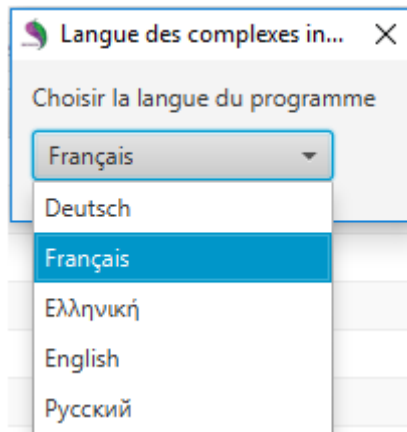 Langue des complexes in...
Choisir la langue du programme
Français
Deutsch
Français
Ελληνική
English
Русский